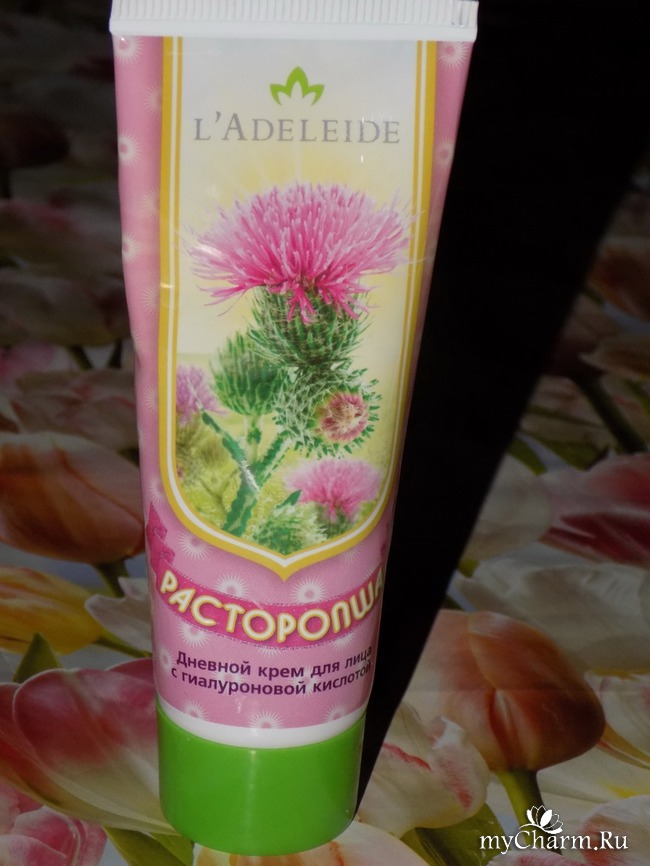 L'ADELEIDE
РАСТОРОПША
Дневной крем для лица
с гиалуроновой кислотой
myCharm.Ru